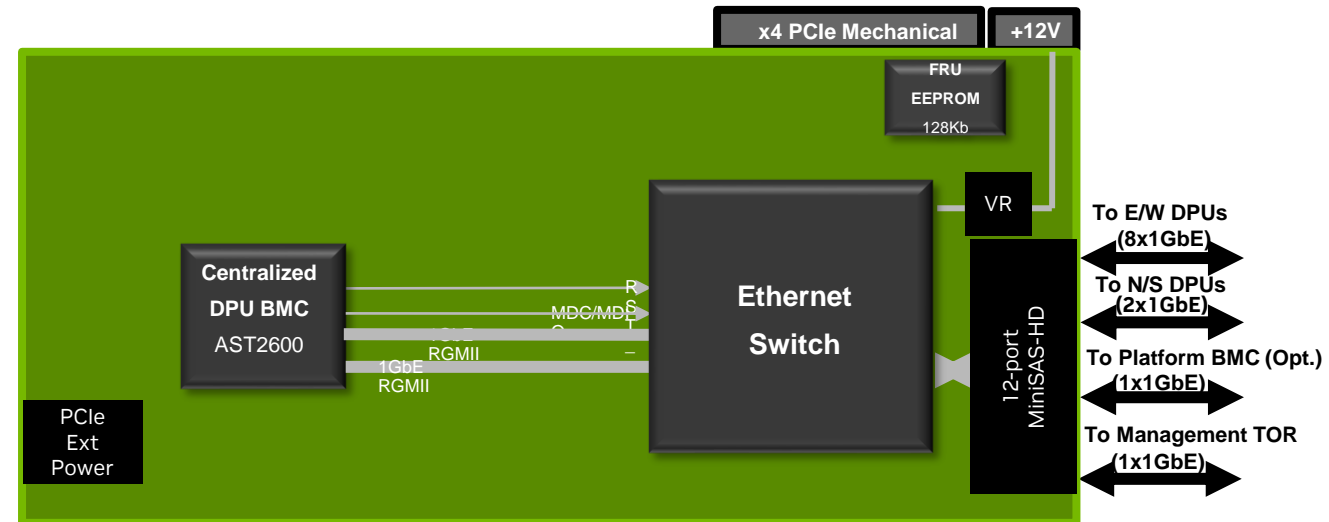 x4 PCIe Mechanical
+12V
FRU
EEPROM
128Kb
VR
Centralized
DPU BMC
AST2600
RST_
MDC/MDIO
1GbE
RGMII
1GbE
RGMII
Ethernet
Switch
12-port
MiniSAS-HD
PCIe
Ext
Power
To E/W DPUs
(8x1GbE)
To N/S DPUs
(2x1GbE)
To Platform BMC (Opt.)
(1x1GbE)
To Management TOR
(1x1GbE)